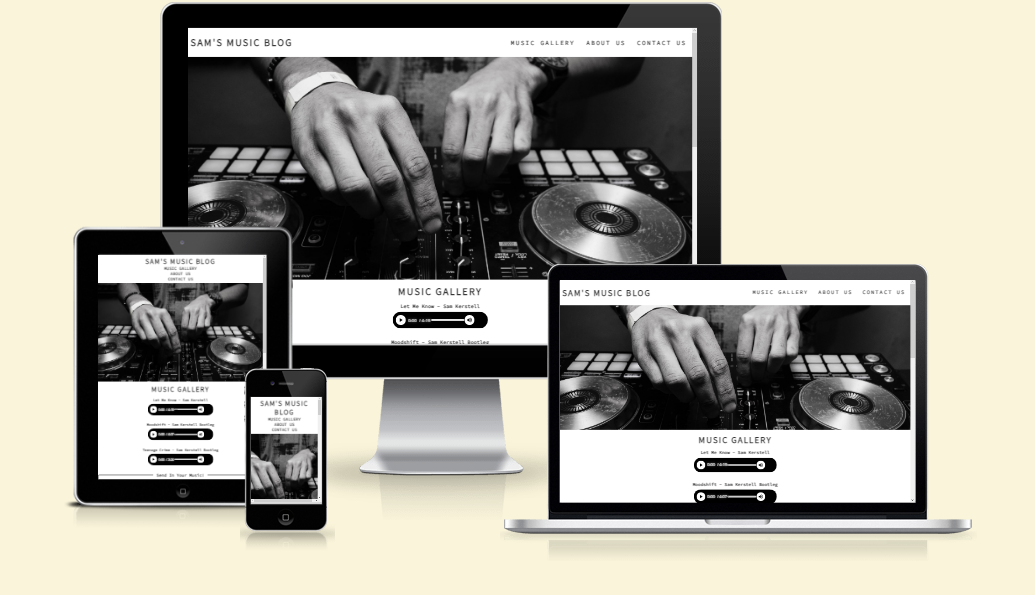 SAM'S MUSIC BLOG
MUSIC GALLERY ABOUT US CONTACT US
MUSIC GALLERY
Let Me Know - Sam Kerstell
Moodshift - Sam Kerstell Bootleg
SAM'S MUSIC BLOG
MUSIC GALLERY
ABOUT US
CONTACT US
MUSIC GALLERY
Let Me Know - Sam Kerstell
Moodshift - Sam Kerstell Bootleg
Teenage Crime - Sam Kerstell Bootleg
Send In Your Music!
SAM'S MUSIC
BLOG
MUSIC GALLERY
ABOUT US
CONTACT US
SAM'S MUSIC BLOG
MUSIC GALLERY ABOUT US CONTACT US
MUSIC GALLERY
Let Me Know - Sam Kerstell
Moodshift - Sam Kerstell Bootleg